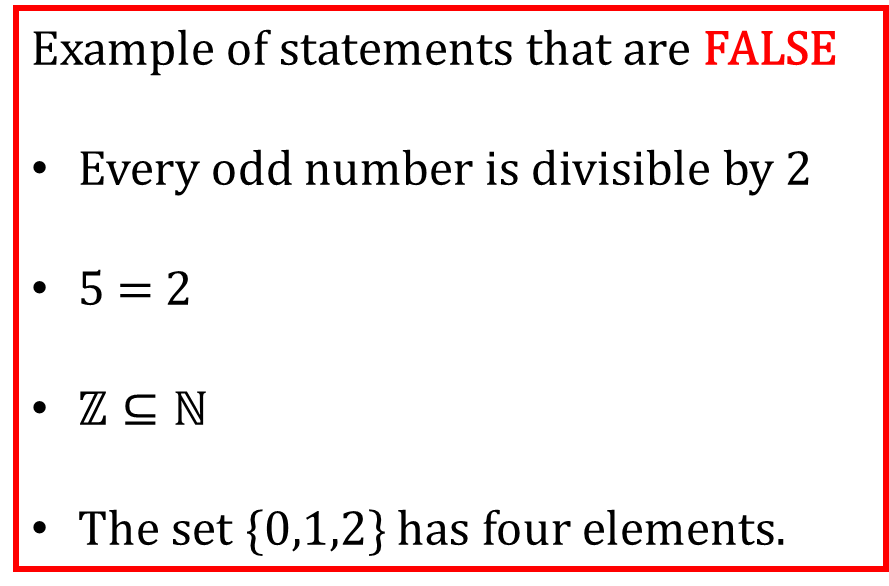 Example of statements that are FALSE
• Every odd number is divisible by 2
• 5 = 2
• ℤ ⊆ ℕ
• The set {0,1,2} has four elements.